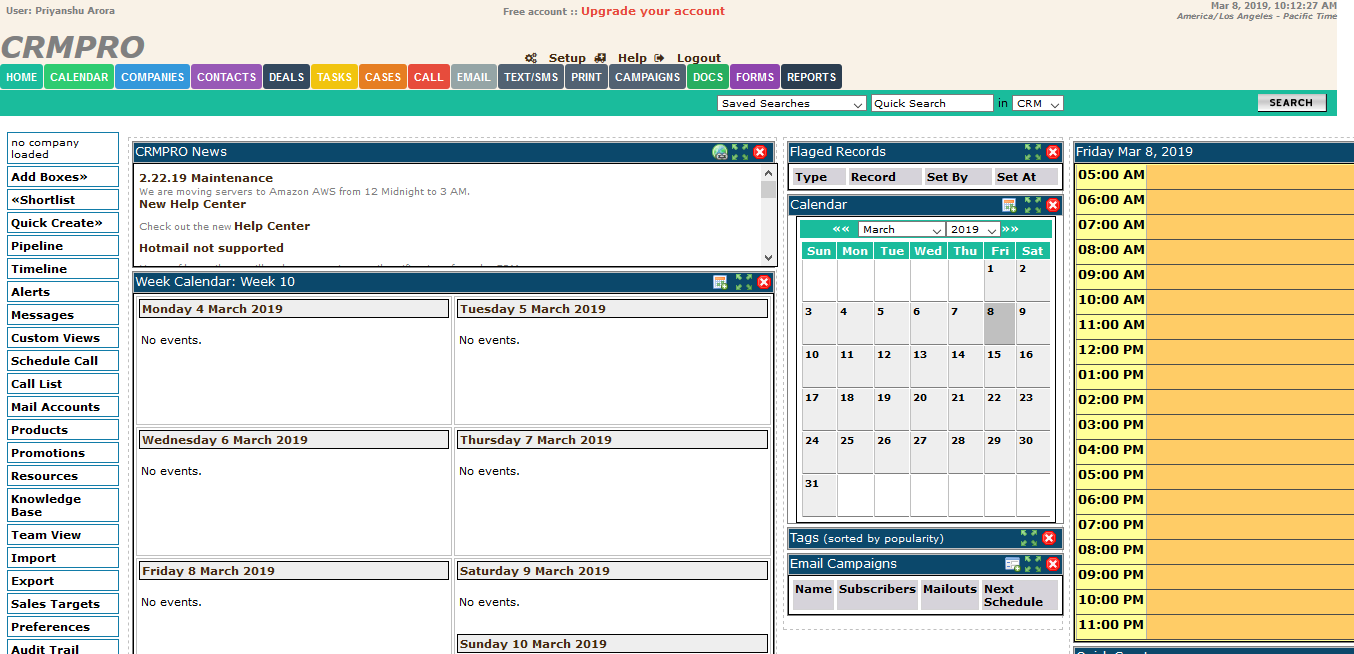 User: Priyanshu Arora
Free account :: Upgrade your account
Mar 8, 2019, 10:12:27 AM
America/Los Angeles - Pacific Time
CRMPRO
Setup Help Logout
HOME CALENDAR COMPANIES CONTACTS DEALS TASKS CASES CALL EMAIL TEXT/SMS PRINT CAMPAIGNS DOCS FORMS REPORTS
Saved Searches Quick Search in CRM SEARCH
no company
loaded
Add Boxes»
«Shortlist
Quick Create»
Pipeline
Timeline
Alerts
Messages
Custom Views
Schedule Call
Call List
Mail Accounts
Products
Promotions
Resources
Knowledge
Base
Team View
Import
Export
Sales Targets
Preferences
Audit Trail
CRMPRO News
2.22.19 Maintenance
We are moving servers to Amazon AWS from 12 Midnight to 3 AM.
New Help Center
Check out the new Help Center
Hotmail not supported
Week Calendar: Week 10
Monday 4 March 2019
No events.
Tuesday 5 March 2019
No events.
Wednesday 6 March 2019
No events.
Thursday 7 March 2019
No events.
Friday 8 March 2019
No events.
Saturday 9 March 2019
No events.
Sunday 10 March 2019
Flaged Records
Type Record Set By Set At
Calendar
«« March 2019 »»
Sun Mon Tue Wed Thu Fri Sat
1 2
3 4 5 6 7 8 9
10 11 12 13 14 15 16
17 18 19 20 21 22 23
24 25 26 27 28 29 30
31
Tags (sorted by popularity)
Email Campaigns
Name Subscribers Mailouts Next
Schedule
Friday Mar 8, 2019
05:00 AM
06:00 AM
07:00 AM
08:00 AM
09:00 AM
10:00 AM
11:00 AM
12:00 PM
01:00 PM
02:00 PM
03:00 PM
04:00 PM
05:00 PM
06:00 PM
07:00 PM
08:00 PM
09:00 PM
10:00 PM
11:00 PM